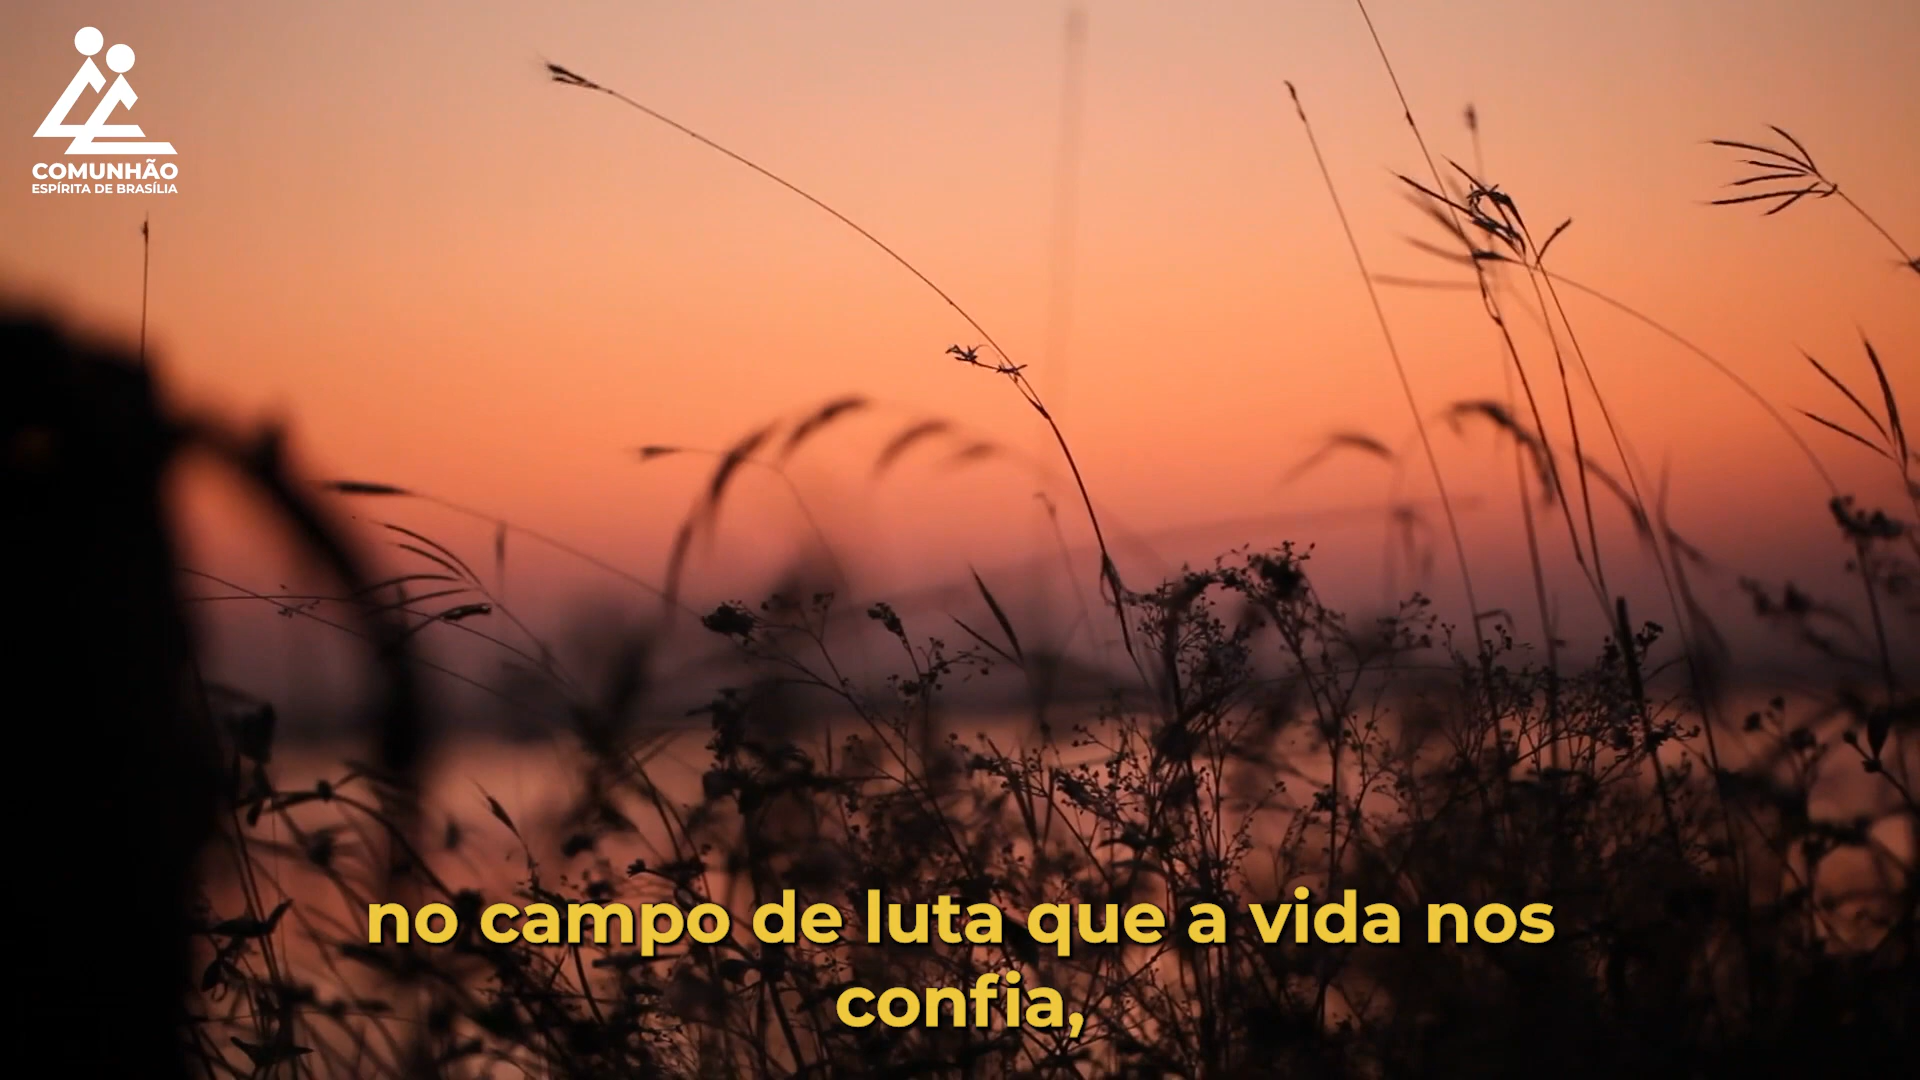 COMUNHÃO
ESPÍRITA DE BRASÍLIA
no campo de luta que a vida nos
confia,